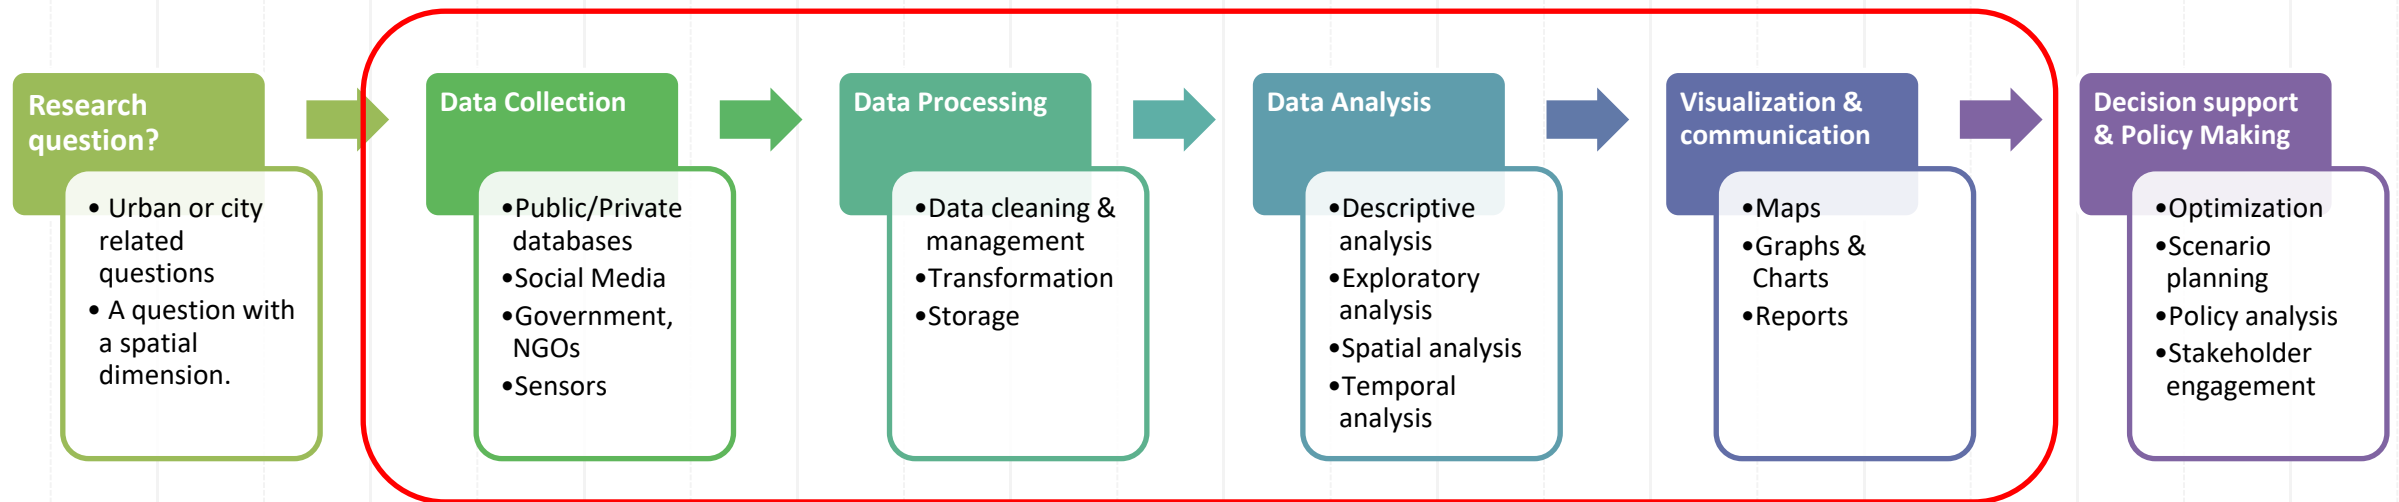 Research
question?
• Urban or city
related
questions
• A question with
a spatial
dimension.
Data Collection
•Public/Private
databases
•Social Media
•Government,
NGOs
•Sensors
Data Processing
•Data cleaning &
management
•Transformation
•Storage
Data Analysis
•Descriptive
analysis
•Exploratory
analysis
•Spatial analysis
•Temporal
analysis
Visualization &
communication
•Maps
•Graphs &
Charts
•Reports
Decision support
& Policy Making
•Optimization
•Scenario
planning
•Policy analysis
•Stakeholder
engagement